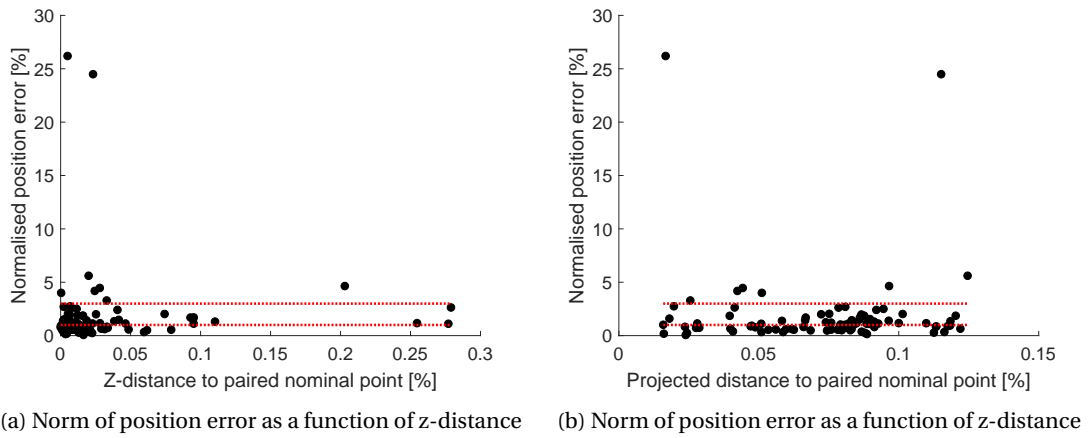 30
25
20
15
10
5
0
Normalised position error [%]
0 0.05 0.1 0.15 0.2 0.25 0.3
Z-distance to paired nominal point [%]
(a) Norm of position error as a function of z-distance
30
25
20
15
10
5
0
Normalised position error [%]
0 0.05 0.1 0.15
Projected distance to paired nominal point [%]
(b) Norm of position error as a function of z-distance